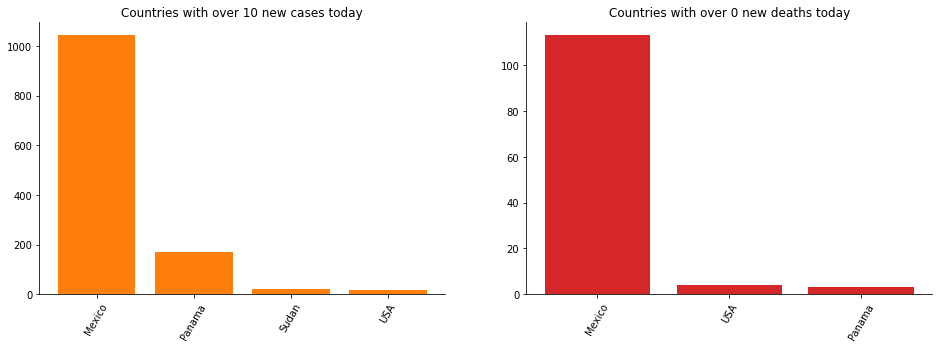 Countries with over 10 new cases today
1000
800
600
400
200
0
Mexico
Panama
Sudan
USA
Countries with over 0 new deaths today
100
80
60
40
20
0
Mexico
USA
Panama